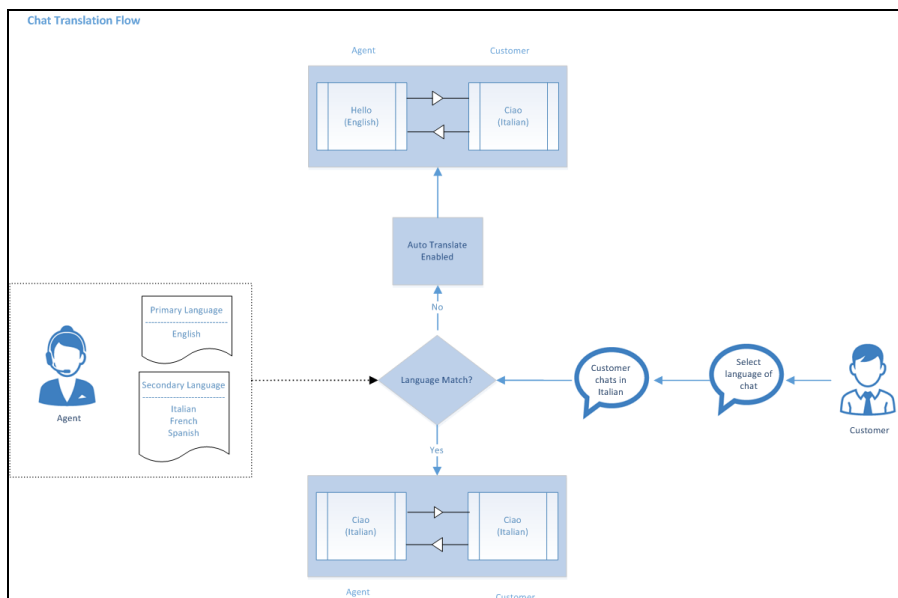 Chat Translation Flow
Agent
Customer
Hello
(English)
Ciao
(Italian)
Auto Translate
Enabled
No
Primary Language
English
Secondary Language
Italian
French
Spanish
Agent
Language Match?
Customer
chats in
Italian
Select
language of
chat
Customer
Yes
Ciao
(Italian)
Ciao
(Italian)
Agent
Customer